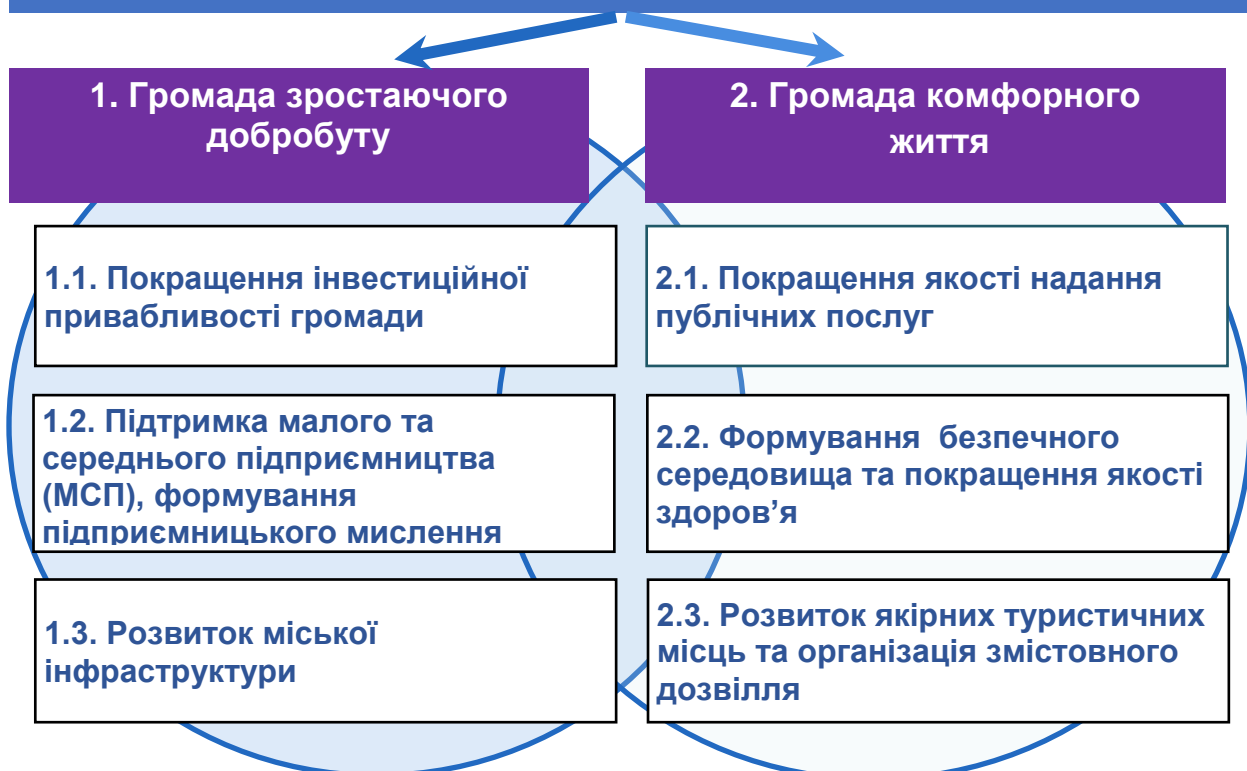 1. Громада зростаючого
добробуту
2. Громада комфорного
життя
1.1. Покращення інвестиційної
привабливості громади
2.1. Покращення якості надання
публічних послуг
1.2. Підтримка малого та
середнього підприємництва
(МСП), формування
підприємницького мислення
2.2. Формування  безпечного
середовища та покращення якості
здоров’я
1.3. Розвиток міської
інфраструктури
2.3. Розвиток якірних туристичних
місць та організація змістовного
дозвілля